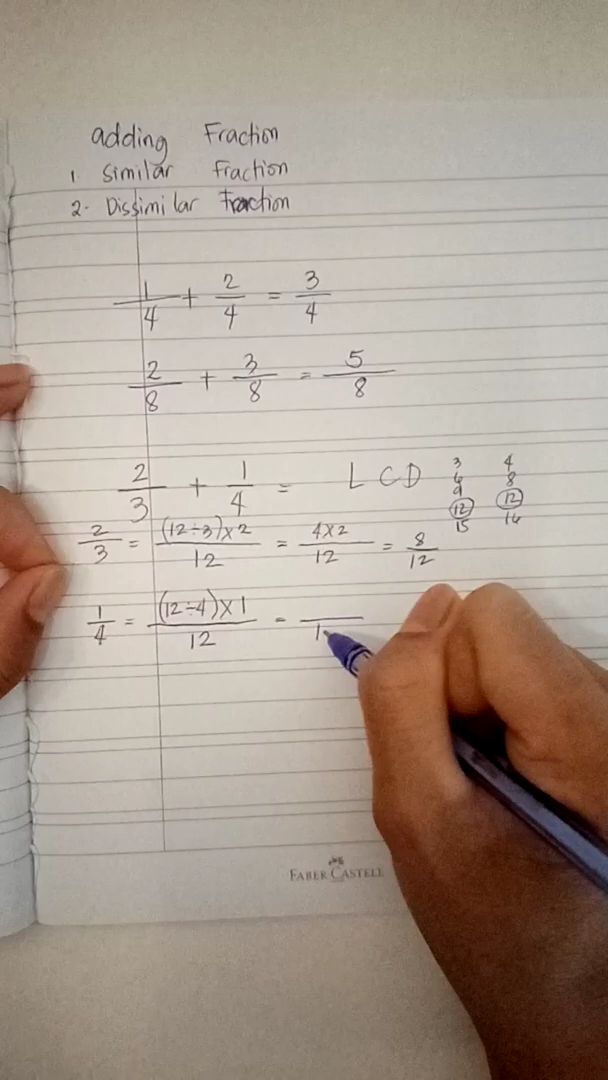 adding Fraction
1. Similar Fraction
2. Dissimilar Fraction
1/4 + 2/4 = 3/4
2/8 + 3/8 = 5/8
2/3 + 1/4 = LCD
3 4
6 8
9 12
12 16
15
2/3 = (12÷3)x2/12 = 4x2/12 = 8/12
1/4 = (12÷4)x1/12 = 1
FABER CASTELL